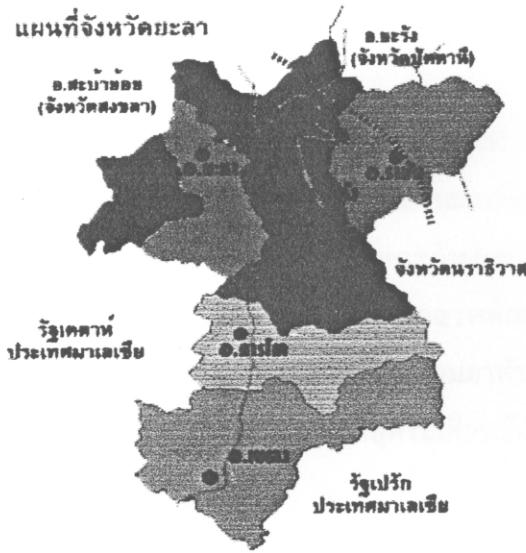 แผนที่จังหวัดยะลา
อ.ยะรัง
(จังหวัดปัตตานี)
อ.สะบ้าย้อย
(จังหวัดสงขลา)
อ.ยะหา
อ.รามัน
จังหวัดนราธิวาส
รัฐเคดาห์
ประเทศมาเลเซีย
อ.ธารโต
อ.เบตง
รัฐเปรัก
ประเทศมาเลเซีย